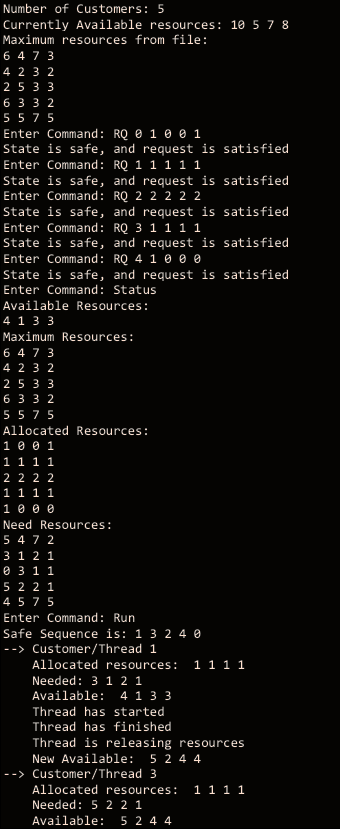 Number of Customers: 5
Currently Available resources: 10 5 7 8
Maximum resources from file:
6 4 7 3
4 2 3 2
2 5 3 3
6 3 3 2
5 5 7 5
Enter Command: RQ 0 1 0 0 1
State is safe, and request is satisfied
Enter Command: RQ 1 1 1 1 1
State is safe, and request is satisfied
Enter Command: RQ 2 2 2 2 2
State is safe, and request is satisfied
Enter Command: RQ 3 1 1 1 1
State is safe, and request is satisfied
Enter Command: RQ 4 1 0 0 0
State is safe, and request is satisfied
Enter Command: Status
Available Resources:
4 1 3 3
Maximum Resources:
6 4 7 3
4 2 3 2
2 5 3 3
6 3 3 2
5 5 7 5
Allocated Resources:
1 0 0 1
1 1 1 1
2 2 2 2
1 1 1 1
1 0 0 0
Need Resources:
5 4 7 2
3 1 2 1
0 3 1 1
5 2 2 1
4 5 7 5
Enter Command: Run
Safe Sequence is: 1 3 2 4 0
--> Customer/Thread 1
Allocated resources:  1 1 1 1
Needed: 3 1 2 1
Available:  4 1 3 3
Thread has started
Thread has finished
Thread is releasing resources
New Available:  5 2 4 4
--> Customer/Thread 3
Allocated resources:  1 1 1 1
Needed: 5 2 2 1
Available:  5 2 4 4